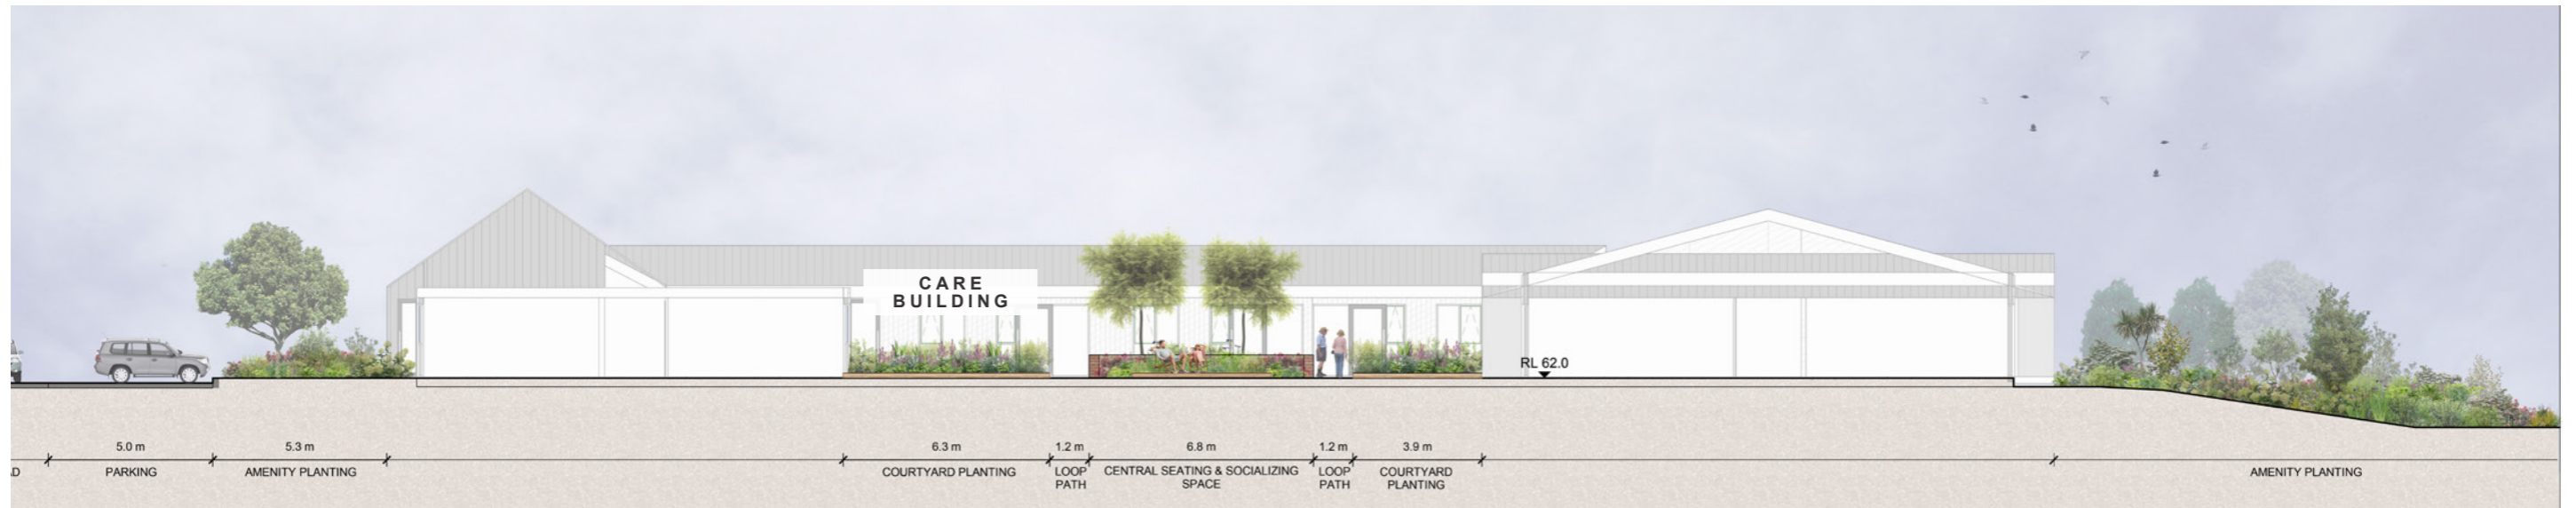 CARE
BUILDING
RL 62.0
5.0 m
5.3 m
6.3 m
1.2 m
6.8 m
1.2 m
3.9 m
PARKING
AMENITY PLANTING
COURTYARD PLANTING
LOOP
PATH
CENTRAL SEATING & SOCIALIZING
SPACE
LOOP
PATH
COURTYARD
PLANTING
AMENITY PLANTING